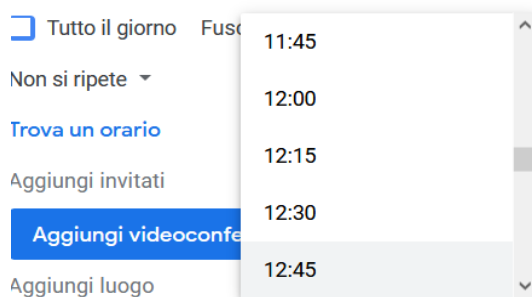 Tutto il giorno
Non si ripete
Trova un orario
Aggiungi invitati
Aggiungi
Aggiungi luogo
11:45
12:00
12:15
12:30
12:45